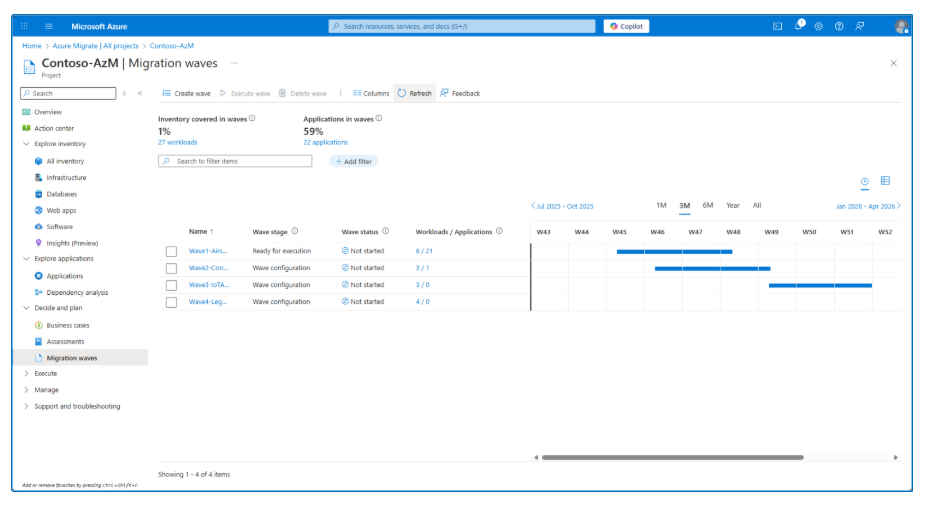 Microsoft Azure
Search resources, services, and docs (G+/)
Copilot
Home > Azure Migrate | All projects > Contoso-AzM
Contoso-AzM | Migration waves ...
Project
Search
Create wave
Execute wave
Delete wave
Columns
Refresh
Feedback
Overview
Action center
Explore inventory
All inventory
Infrastructure
Databases
Web apps
Software
Insights (Preview)
Explore applications
Applications
Dependency analysis
Decide and plan
Business cases
Assessments
Migration waves
Execute
Manage
Support and troubleshooting
Add or remove favorites by pressing Ctrl+Shift+F
Inventory covered in waves
1%
27 workloads
Applications in waves
59%
22 applications
Search to filter items
+ Add filter
< Jul 2025 - Oct 2025
1M 3M 6M Year All
Jan 2026 - Apr 2026 >
Name ↑ Wave stage Wave status Workloads / Applications W43 W44 W45 W46 W47 W48 W49 W50 W51 W52
Wave1-Airs... Ready for execution Not started 6 / 21
Wave2-Con... Wave configuration Not started 3 / 1
Wave3-IoTA... Wave configuration Not started 3 / 0
Wave4-Leg... Wave configuration Not started 4 / 0
Showing 1 - 4 of 4 items